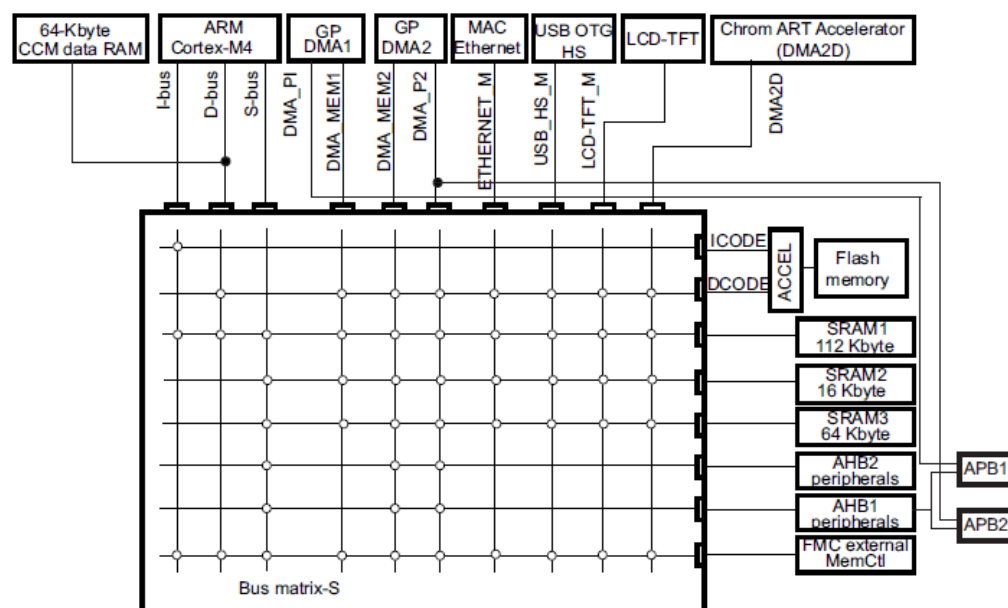 64-Kbyte
CCM data RAM
ARM
Cortex-M4
GP
DMA1
GP
DMA2
MAC
Ethernet
USB OTG
HS
LCD-TFT
Chrom ART Accelerator
(DMA2D)
I-bus
D-bus
S-bus
DMA_PI
DMA_MEM1
DMA_MEM2
DMA_P2
ETHERNET_M
USB_HS_M
LCD-TFT_M
DMA2D
ICODE
DCODE
ACCEL
Flash
memory
SRAM1
112 Kbyte
SRAM2
16 Kbyte
SRAM3
64 Kbyte
AHB2
peripherals
AHB1
peripherals
FMC external
MemCtl
APB1
APB2
Bus matrix-S